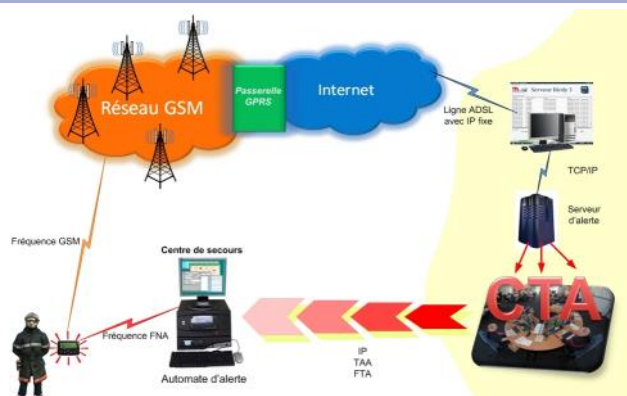 Réseau GSM
Passerelle
GPRS
Internet
Ligne ADSL
avec IP fixe
TCP/IP
Serveur
d'alerte
Fréquence GSM
Centre de secours
CTA
Fréquence FNA
IP
TAA
FTA
Automate d'alerte